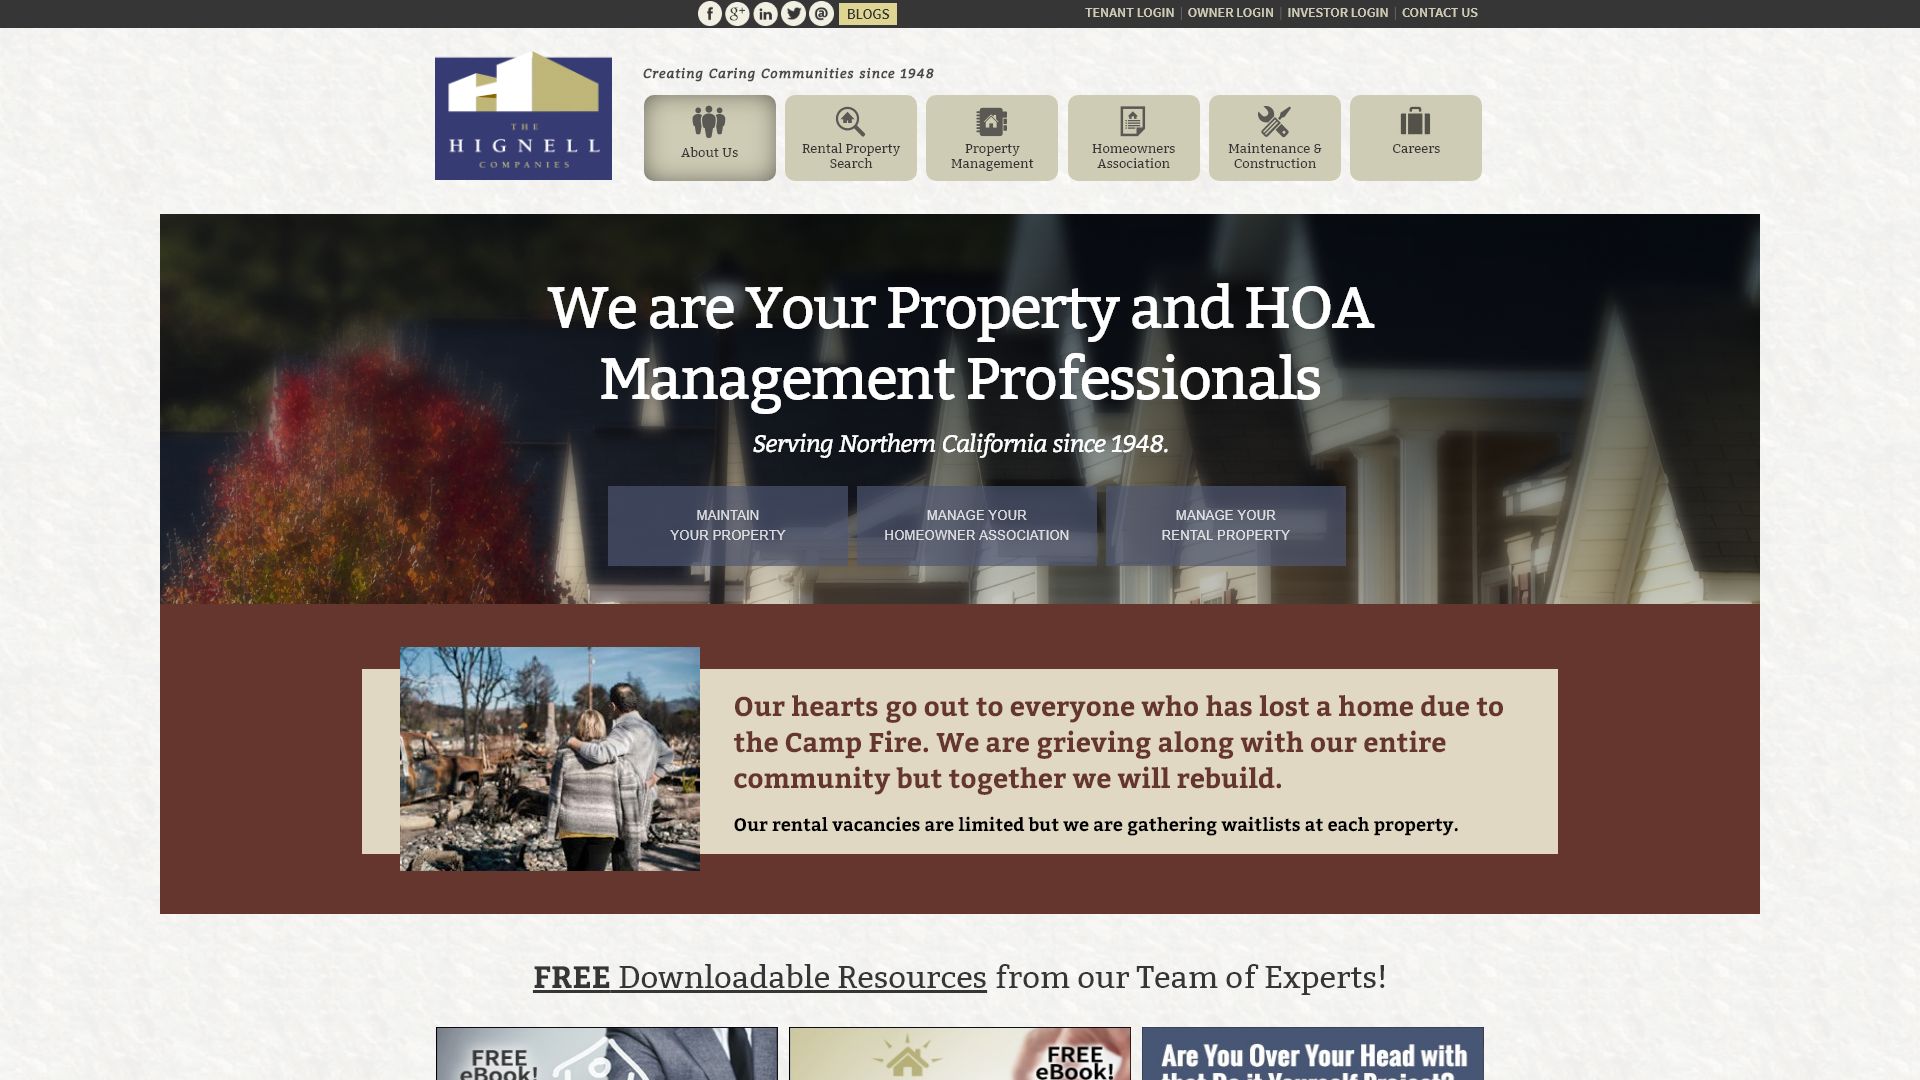 BLOGS
TENANT LOGIN | OWNER LOGIN | INVESTOR LOGIN | CONTACT US
THE
HIGNELL
COMPANIES
Creating Caring Communities since 1948
About Us
Rental Property
Search
Property
Management
Homeowners
Association
Maintenance &
Construction
Careers
We are Your Property and HOA
Management Professionals
Serving Northern California since 1948.
MAINTAIN
YOUR PROPERTY
MANAGE YOUR
HOMEOWNER ASSOCIATION
MANAGE YOUR
RENTAL PROPERTY
Our hearts go out to everyone who has lost a home due to
the Camp Fire. We are grieving along with our entire
community but together we will rebuild.
Our rental vacancies are limited but we are gathering waitlists at each property.
FREE Downloadable Resources from our Team of Experts!
FREE
eBook!
FREE
eBook!
Are You Over Your Head with
that Do it Yourself Project?